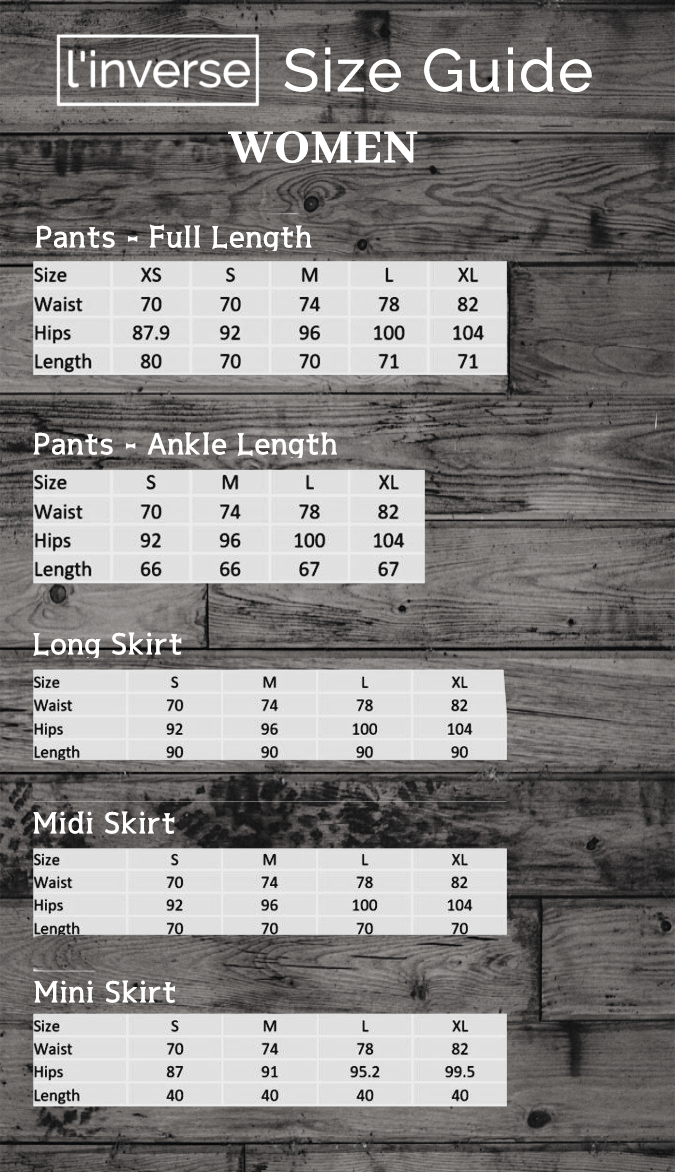 l'inverse Size Guide
WOMEN
Pants - Full Length
Size XS S M L XL
Waist 70 70 74 78 82
Hips 87.9 92 96 100 104
Length 80 70 70 71 71
Pants - Ankle Length
Size S M L XL
Waist 70 74 78 82
Hips 92 96 100 104
Length 66 66 67 67
Long Skirt
Size S M L XL
Waist 70 74 78 82
Hips 92 96 100 104
Length 90 90 90 90
Midi Skirt
Size S M L XL
Waist 70 74 78 82
Hips 92 96 100 104
Length 70 70 70 70
Mini Skirt
Size S M L XL
Waist 70 74 78 82
Hips 87 91 95.2 99.5
Length 40 40 40 40